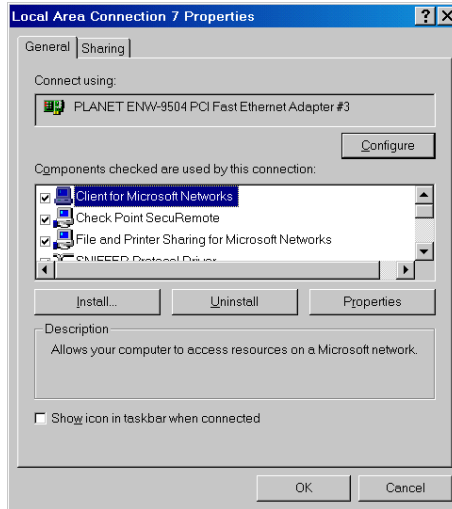 Local Area Connection 7 Properties
General
Sharing
Connect using:
PLANET ENW-9504 PCI Fast Ethernet Adapter #3
Configure
Components checked are used by this connection:
Client for Microsoft Networks
Check Point SecuRemote
File and Printer Sharing for Microsoft Networks
SNIFFER Protocol Driver
Install...
Uninstall
Properties
Description
Allows your computer to access resources on a Microsoft network.
Show icon in taskbar when connected
OK
Cancel